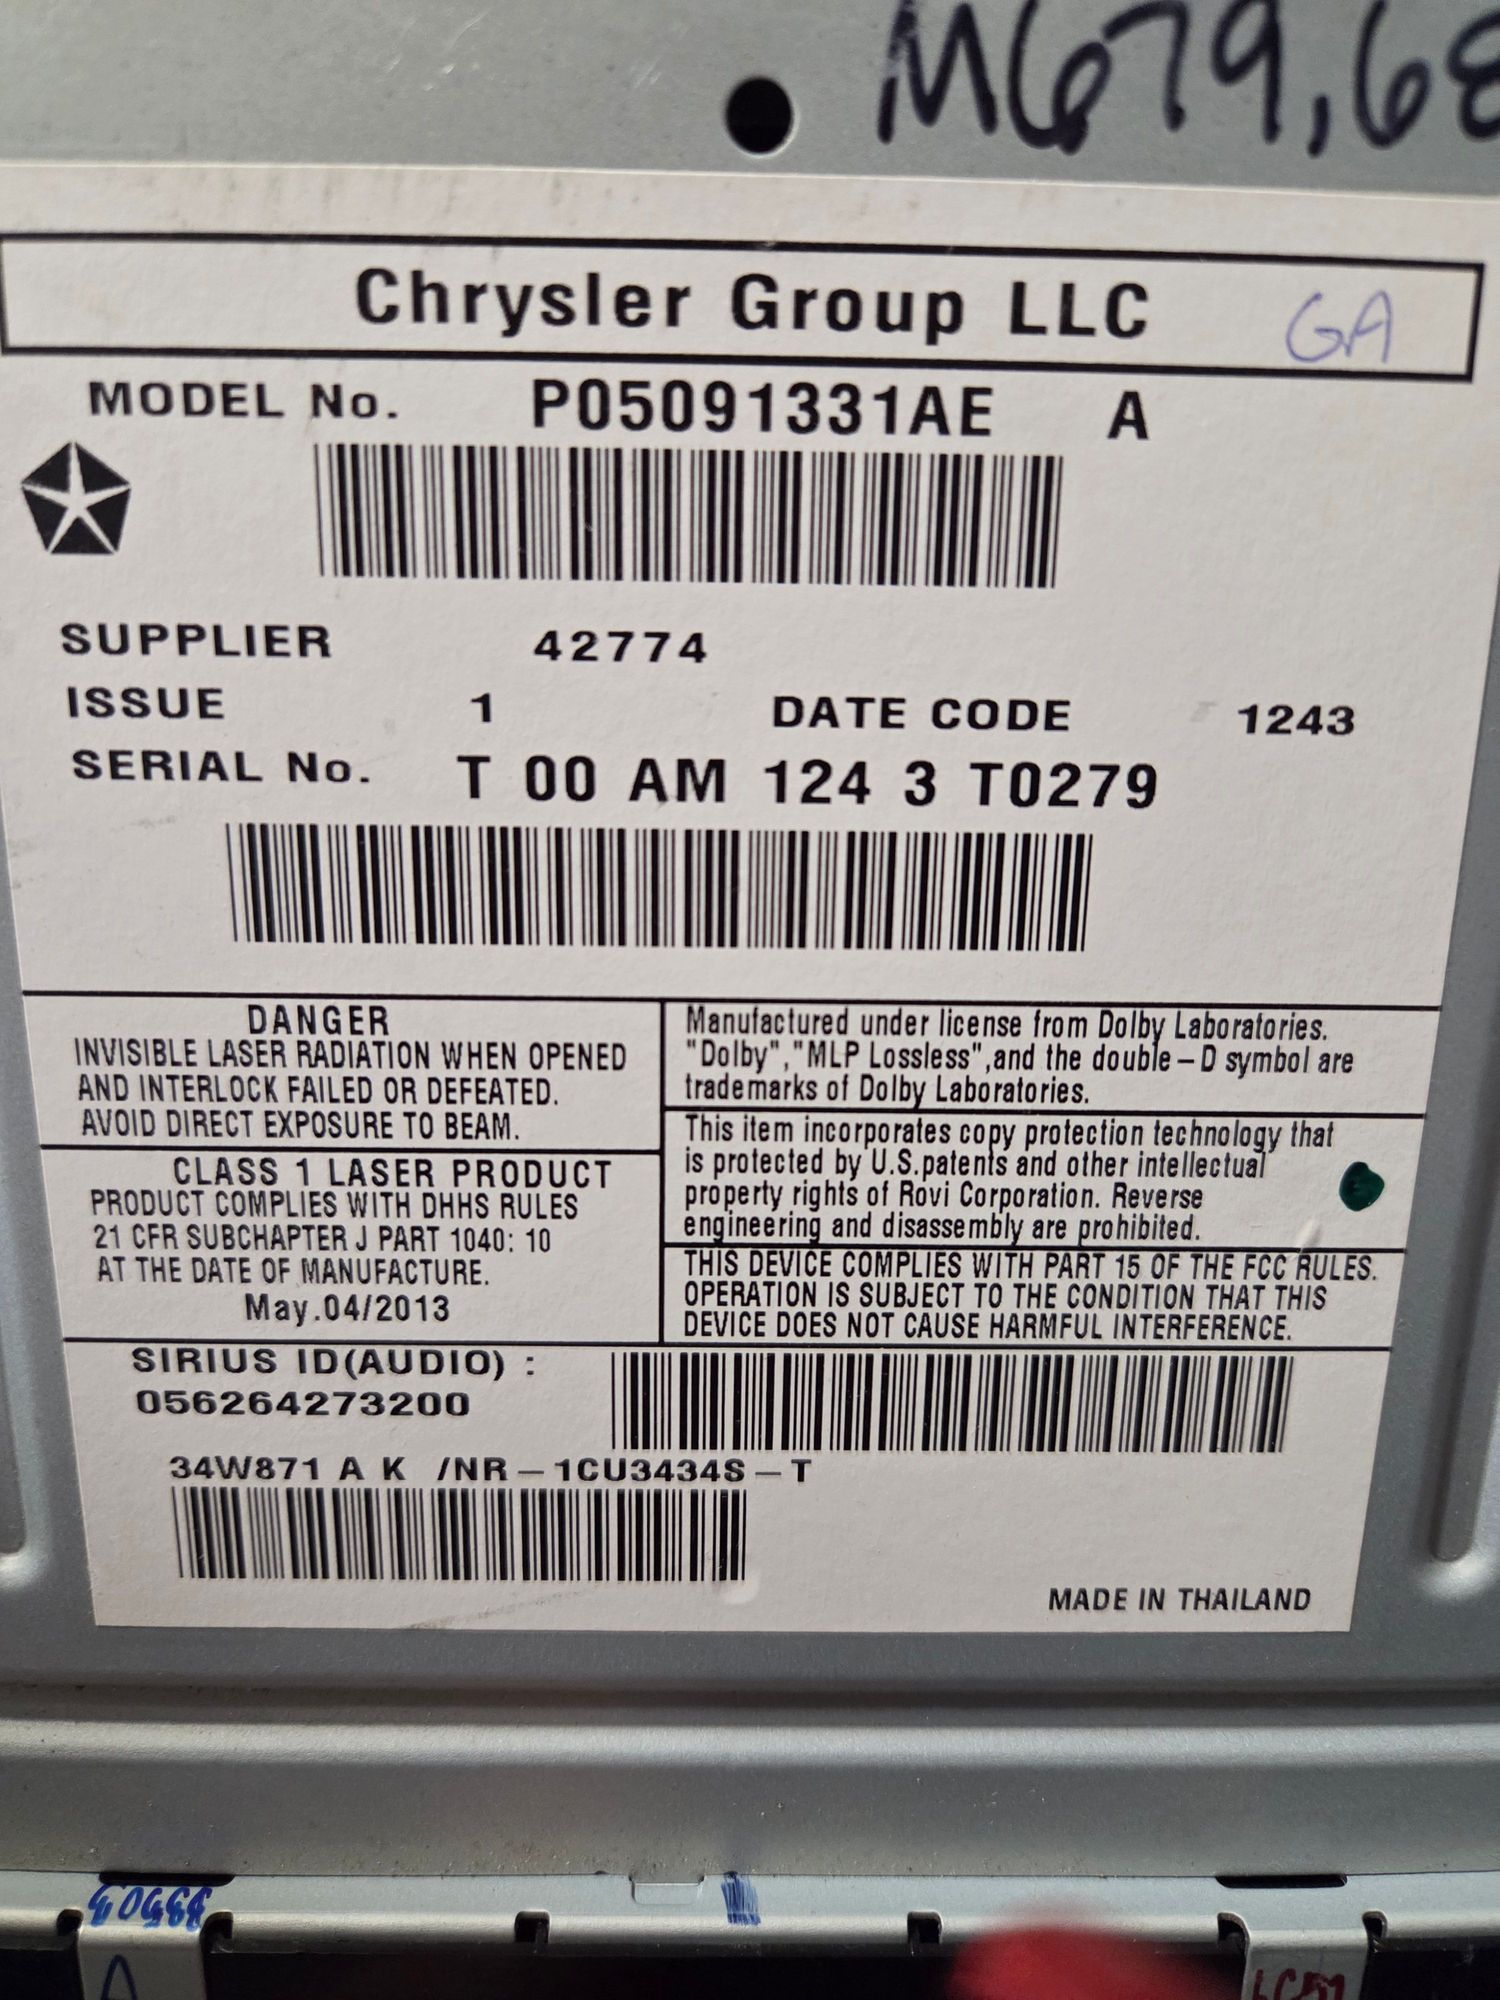 M679,68
Chrysler Group LLC GA
MODEL No. P05091331AE A
SUPPLIER 42774
ISSUE 1 DATE CODE 1243
SERIAL No. T 00 AM 124 3 T0279
DANGER
INVISIBLE LASER RADIATION WHEN OPENED
AND INTERLOCK FAILED OR DEFEATED.
AVOID DIRECT EXPOSURE TO BEAM.
CLASS 1 LASER PRODUCT
PRODUCT COMPLIES WITH DHHS RULES
21 CFR SUBCHAPTER J PART 1040: 10
AT THE DATE OF MANUFACTURE.
May.04/2013
Manufactured under license from Dolby Laboratories.
"Dolby","MLP Lossless",and the double-D symbol are
trademarks of Dolby Laboratories.
This item incorporates copy protection technology that
is protected by U.S.patents and other intellectual
property rights of Rovi Corporation. Reverse
engineering and disassembly are prohibited.
THIS DEVICE COMPLIES WITH PART 15 OF THE FCC RULES.
OPERATION IS SUBJECT TO THE CONDITION THAT THIS
DEVICE DOES NOT CAUSE HARMFUL INTERFERENCE.
SIRIUS ID(AUDIO) :
056264273200
34W871 A K /NR-1CU3434S-T
MADE IN THAILAND